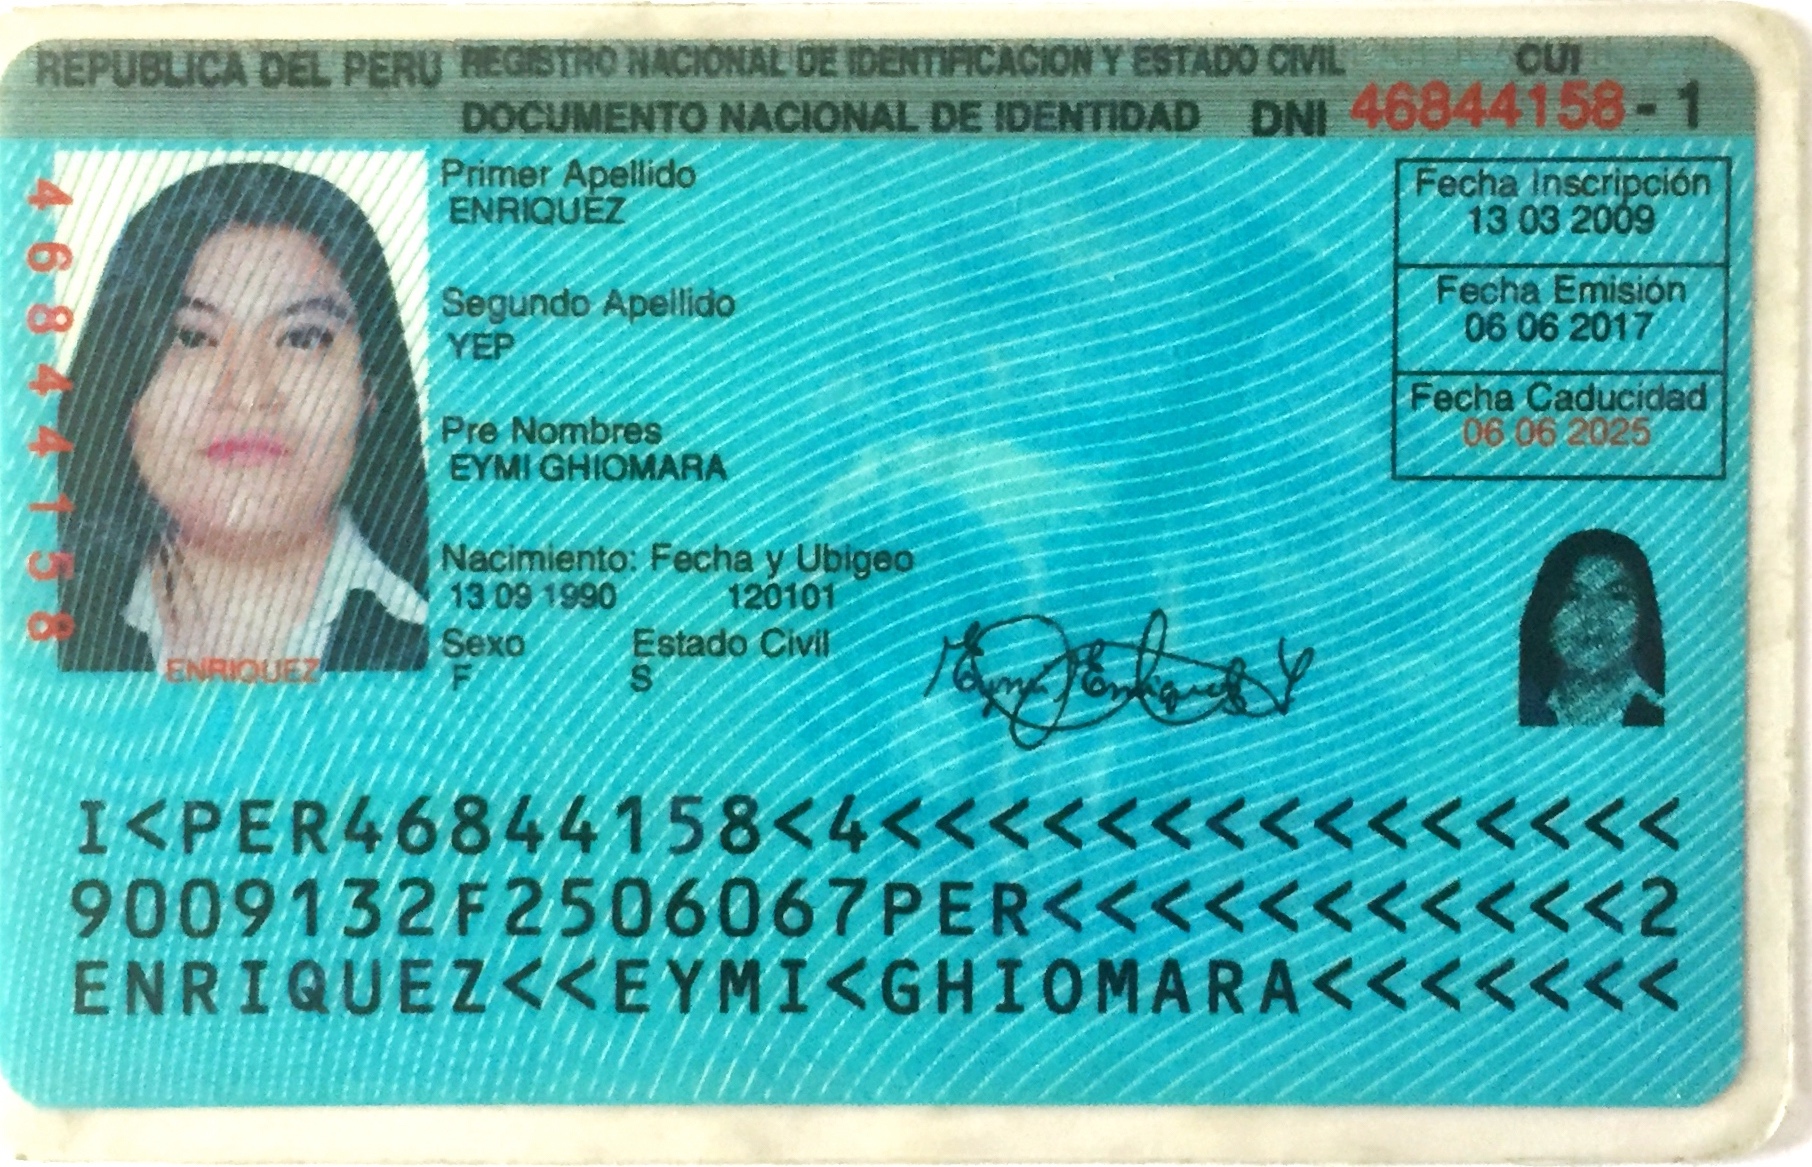 REPUBLICA DEL PERU REGISTRO NACIONAL DE IDENTIFICACION Y ESTADO CIVIL CUI
DOCUMENTO NACIONAL DE IDENTIDAD DNI 46844158 - 1
46844158
ENRIQUEZ
Primer Apellido
ENRIQUEZ
Segundo Apellido
YEP
Pre Nombres
EYMI GHIOMARA
Nacimiento: Fecha y Ubigeo
13 09 1990 120101
Sexo Estado Civil
F S
Fecha Inscripción
13 03 2009
Fecha Emisión
06 06 2017
Fecha Caducidad
06 06 2025
Eymi Enriquez Y
I<PER46844158<4<<<<<<<<<<<<<<<
9009132F2506067PER<<<<<<<<<<<2
ENRIQUEZ<<EYMI<GHIOMARA<<<<<<<